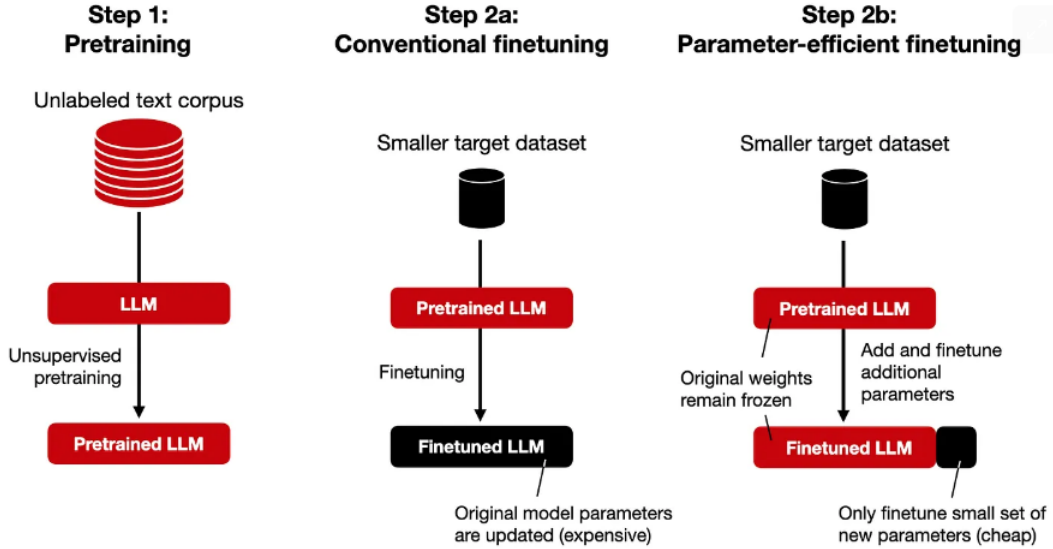 Step 1:
Pretraining
Unlabeled text corpus
LLM
Unsupervised
pretraining
Pretrained LLM
Step 2a:
Conventional finetuning
Smaller target dataset
Pretrained LLM
Finetuning
Finetuned LLM
Original model parameters
are updated (expensive)
Step 2b:
Parameter-efficient finetuning
Smaller target dataset
Pretrained LLM
Original weights
remain frozen
Add and finetune
additional
parameters
Finetuned LLM
Only finetune small set of
new parameters (cheap)